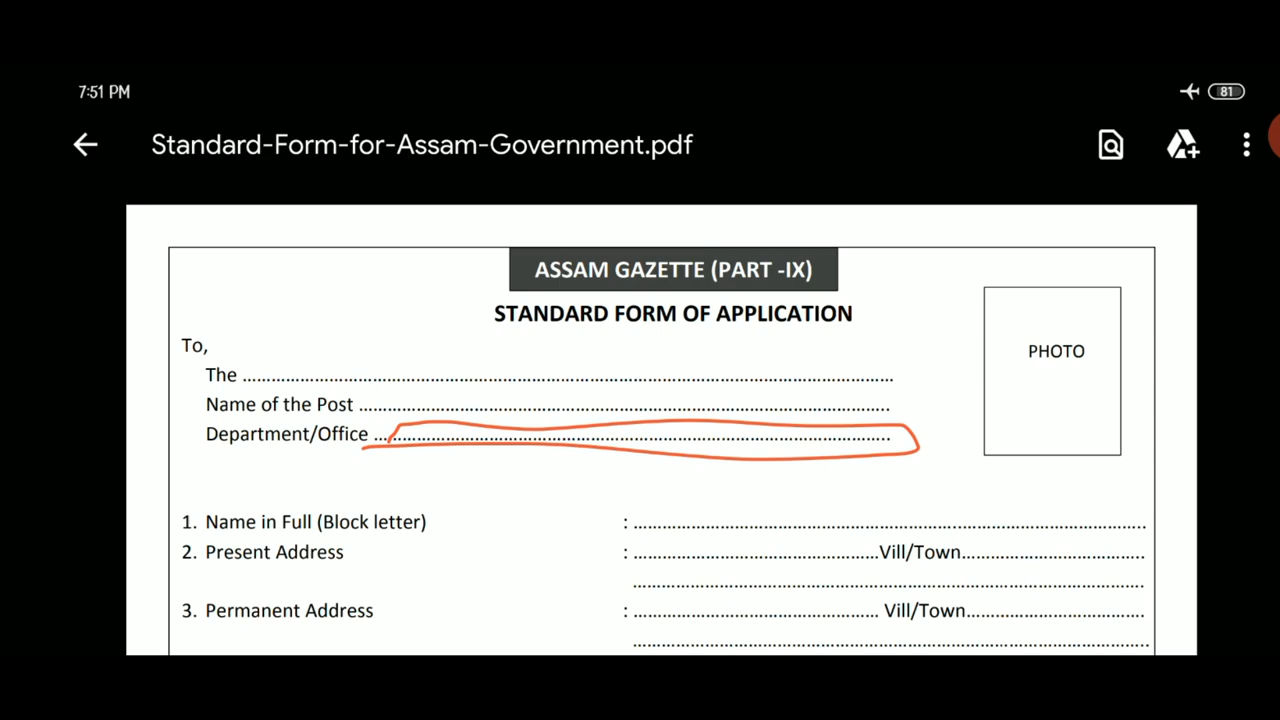 7:51 PM
81
Standard-Form-for-Assam-Government.pdf
ASSAM GAZETTE (PART -IX)
STANDARD FORM OF APPLICATION
PHOTO
To,
The ................................................................................................................
Name of the Post ............................................................................................
Department/Office .........................................................................................
1. Name in Full (Block letter) : .........................................................................................
2. Present Address : ...........................................Vill/Town................................
.........................................................................................
3. Permanent Address : ........................................... Vill/Town...............................
..........................................................................................